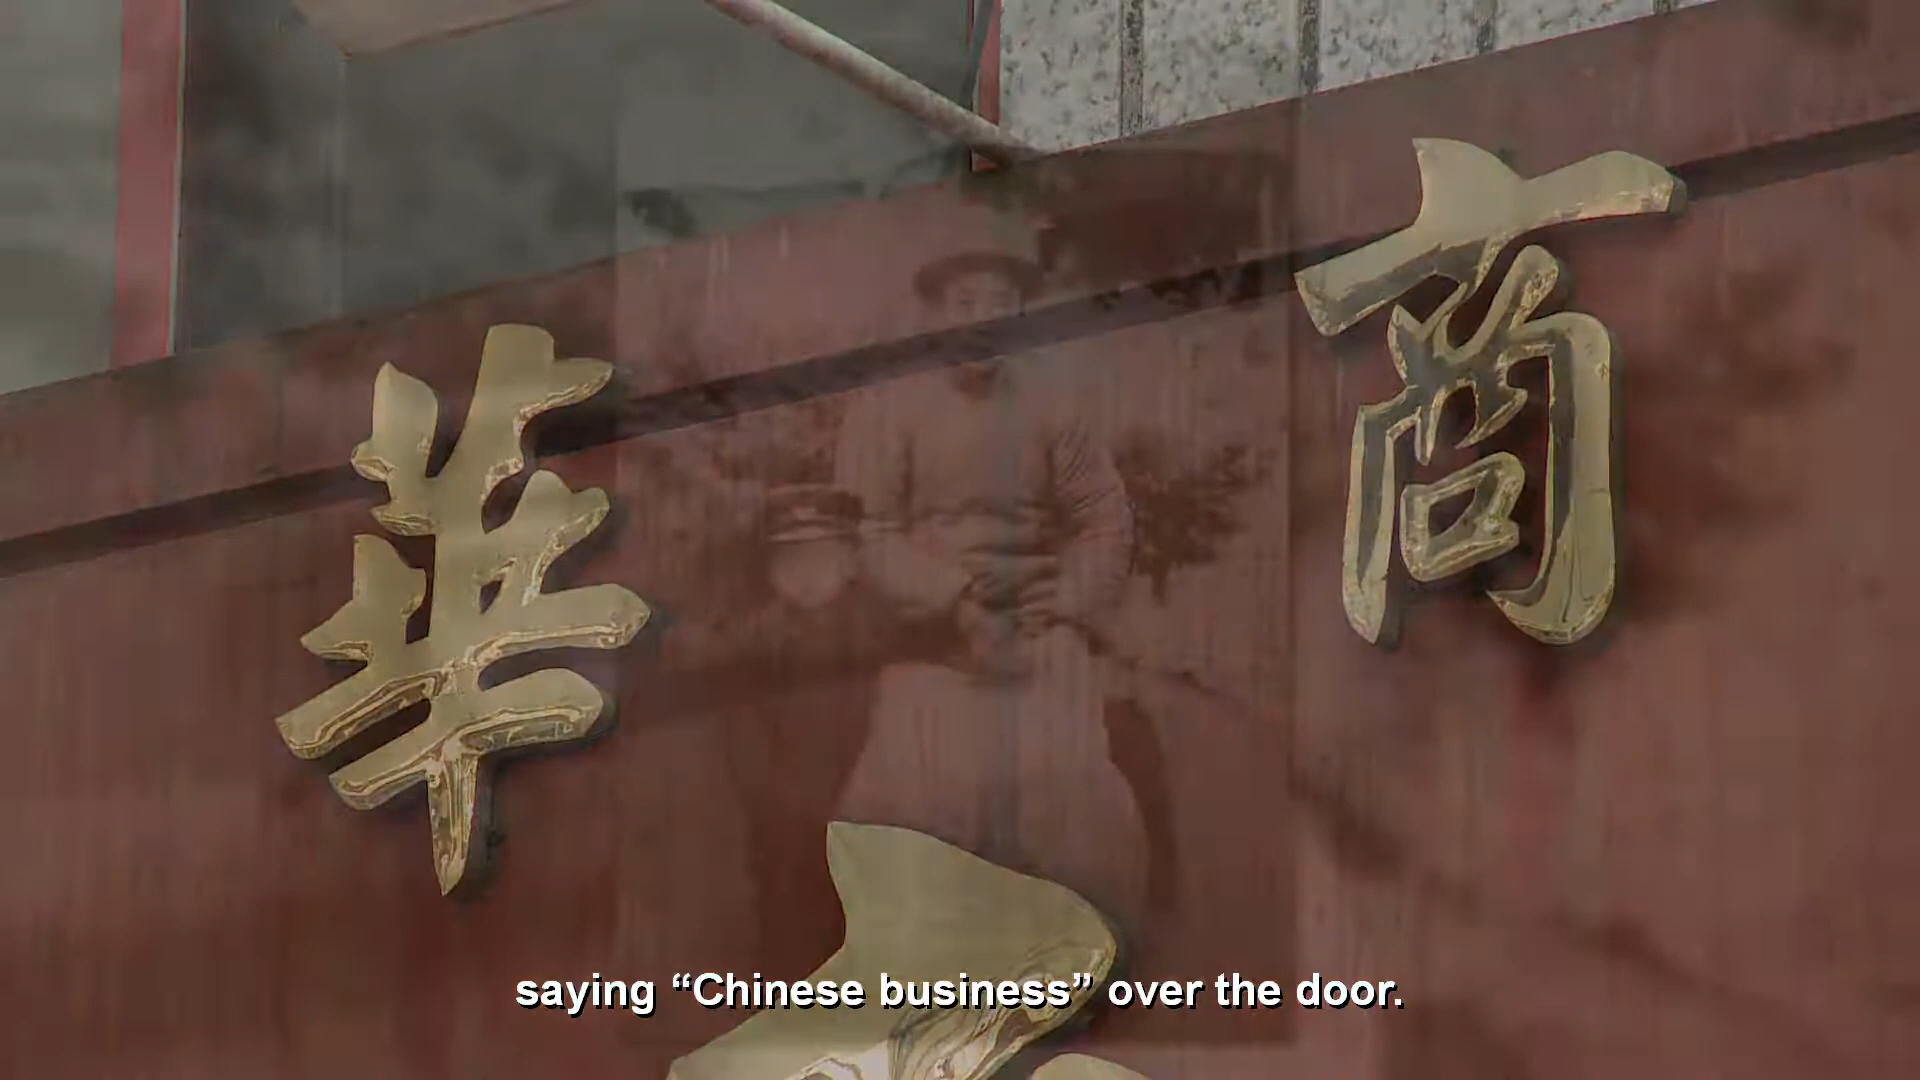 華 商
saying “Chinese business” over the door.